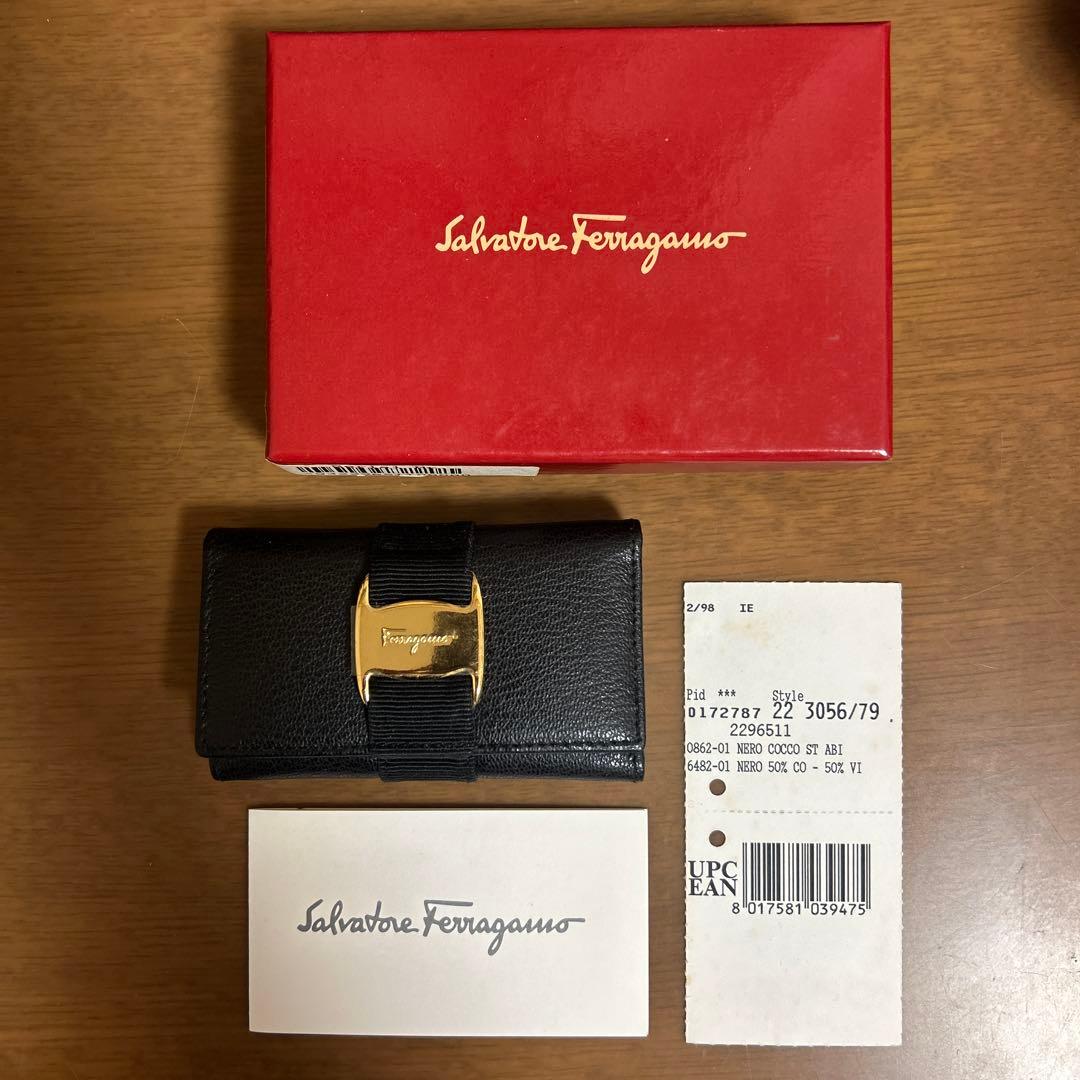 Salvatore Ferragamo
Ferragamo
2/98 IE
Pid *** Style
0172787 22 3056/79 .
2296511
0862-01 NERO COCCO ST ABI
6482-01 NERO 50% CO - 50% VI
UPC
EAN
8 017581 039475
Salvatore Ferragamo